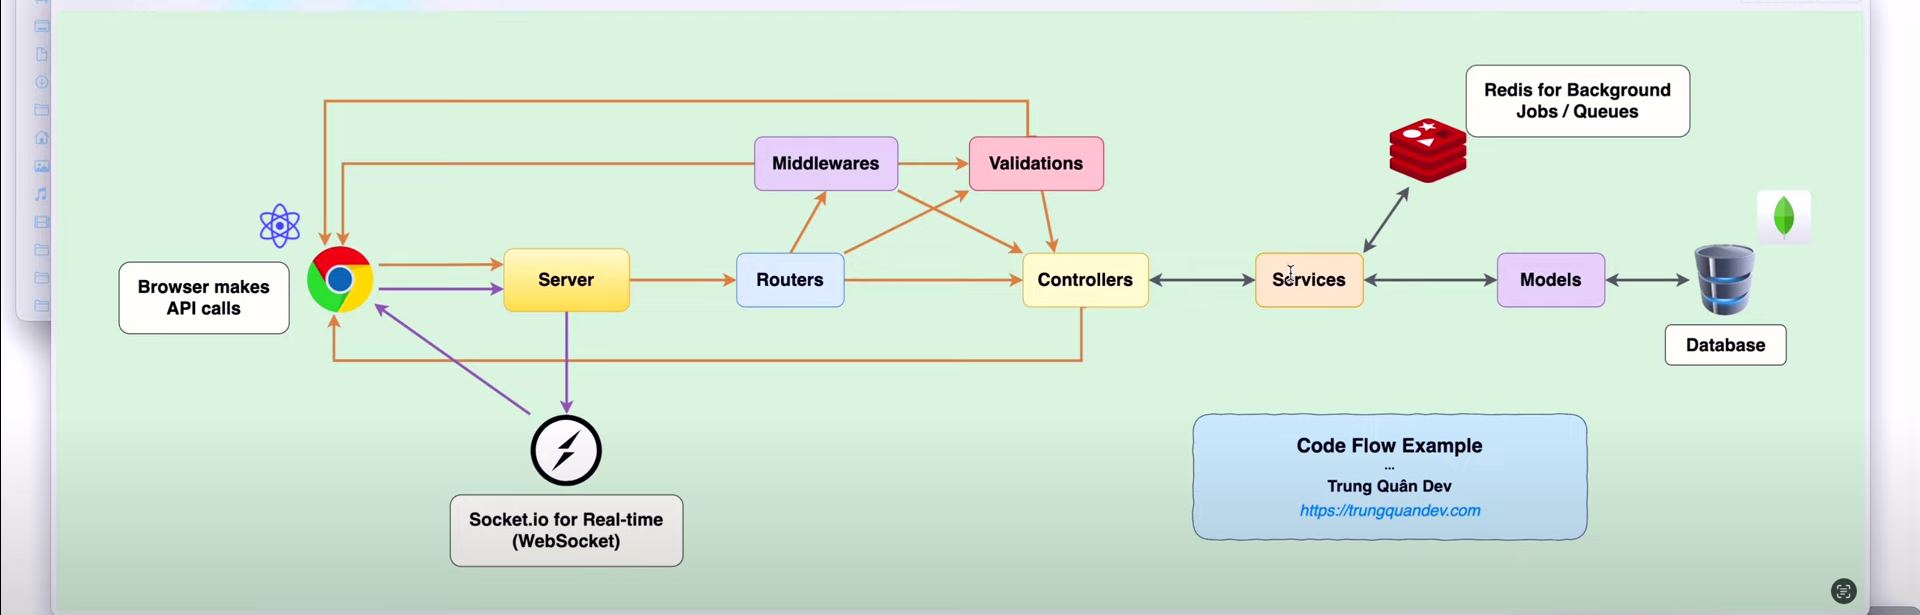 Redis for Background
Jobs / Queues
Middlewares
Validations
Browser makes
API calls
Server
Routers
Controllers
Services
Models
Database
Socket.io for Real-time
(WebSocket)
Code Flow Example
...
Trung Quân Dev
https://trungquandev.com